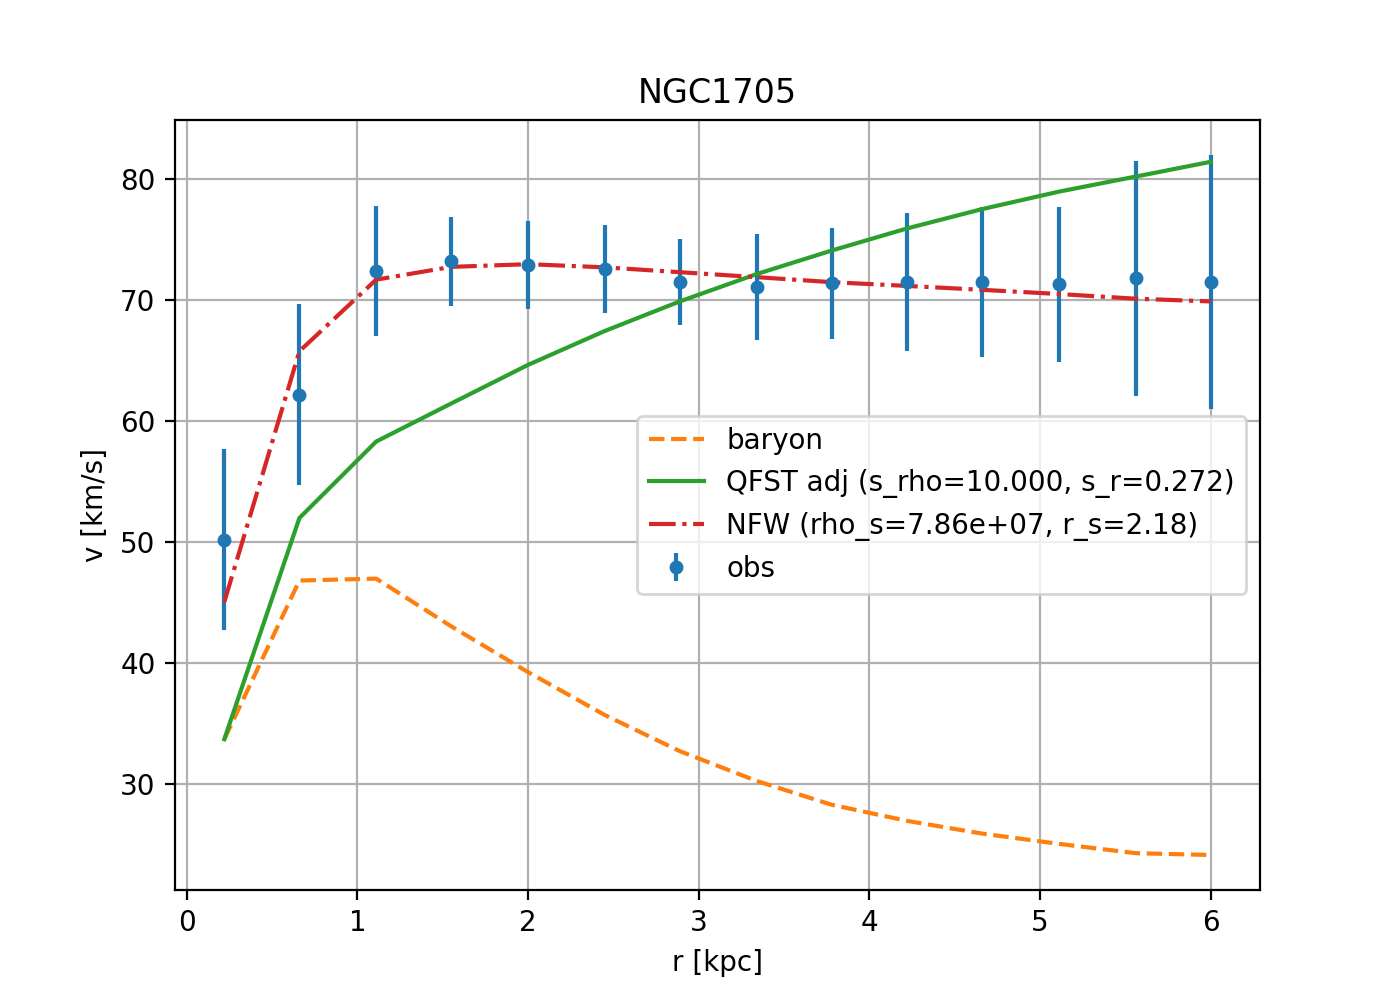 NGC1705
80
70
60
50
40
30
v [km/s]
baryon
QFST adj (s_rho=10.000, s_r=0.272)
NFW (rho_s=7.86e+07, r_s=2.18)
obs
0 1 2 3 4 5 6
r [kpc]